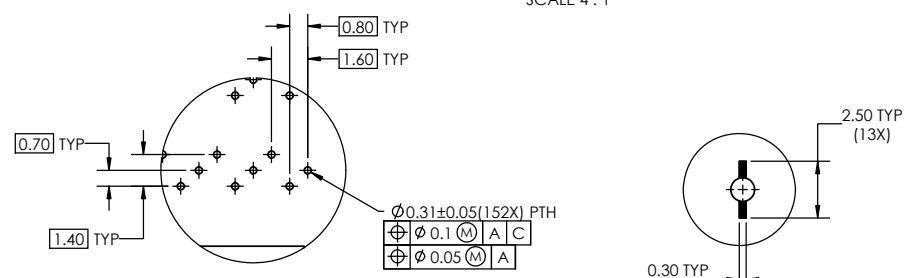 SCALE 4 : 1
0.80 TYP
1.60 TYP
0.70 TYP
1.40 TYP
2.50 TYP
(13X)
Ø0.31±0.05(152X) PTH
⌖ Ø 0.1 Ⓜ A C
⌖ Ø 0.05 Ⓜ A
0.30 TYP